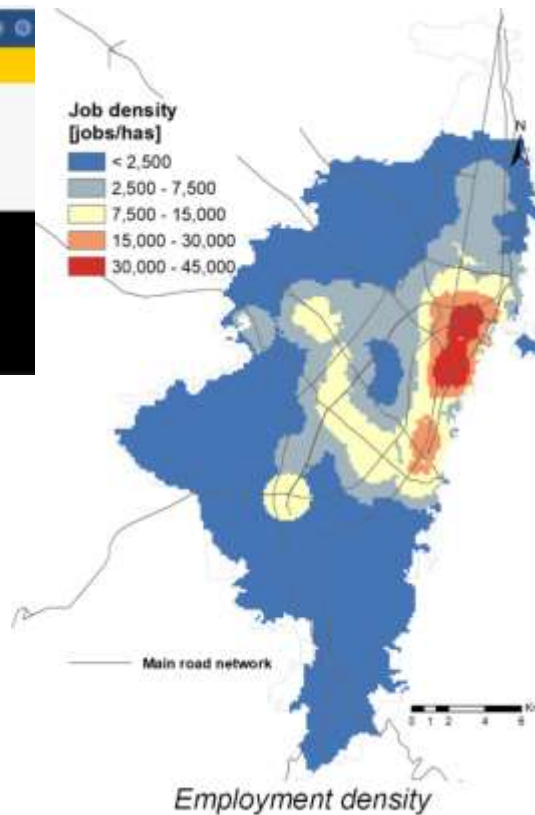 Job density
[jobs/has]
< 2,500
2,500 - 7,500
7,500 - 15,000
15,000 - 30,000
30,000 - 45,000
N
Main road network
0 1 2 4 6
Employment density